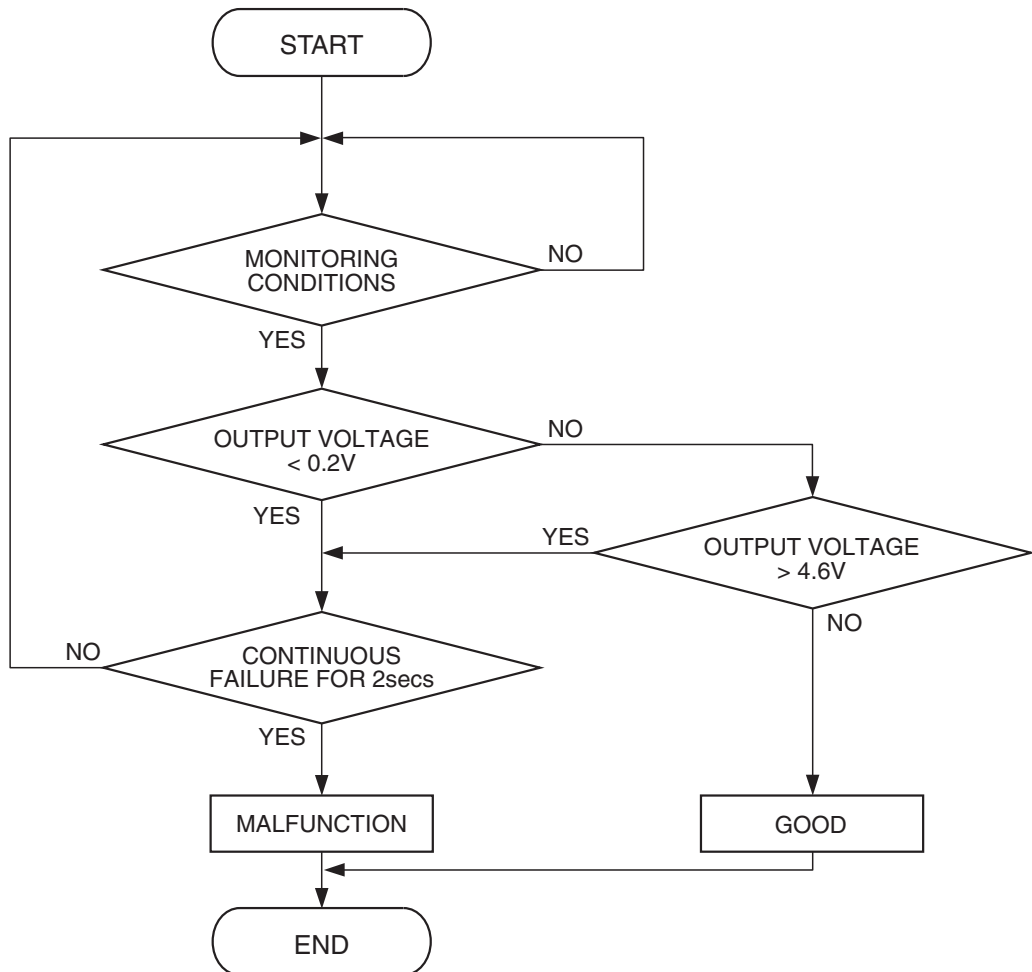 START
MONITORING
CONDITIONS
NO
YES
OUTPUT VOLTAGE
< 0.2V
NO
YES
YES
OUTPUT VOLTAGE
> 4.6V
NO
NO
CONTINUOUS
FAILURE FOR 2secs
YES
MALFUNCTION
GOOD
END